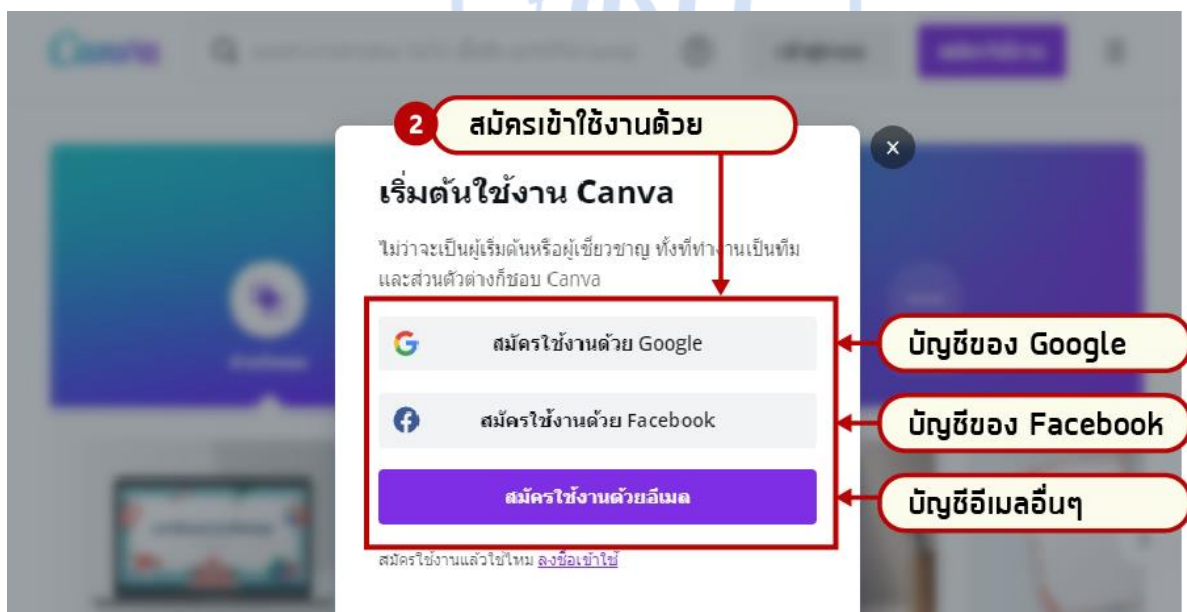 Canva
2 สมัครเข้าใช้งานด้วย
x
เริ่มต้นใช้งาน Canva
ไม่ว่าจะเป็นผู้เริ่มต้นหรือผู้เชี่ยวชาญ ทั้งที่ทำงานเป็นทีม
และส่วนตัวต่างก็ชอบ Canva
สมัครใช้งานด้วย Google
บัญชีของ Google
สมัครใช้งานด้วย Facebook
บัญชีของ Facebook
สมัครใช้งานด้วยอีเมล
บัญชีอีเมลอื่นๆ
สมัครใช้งานแล้วใช่ไหม ลงชื่อเข้าใช้